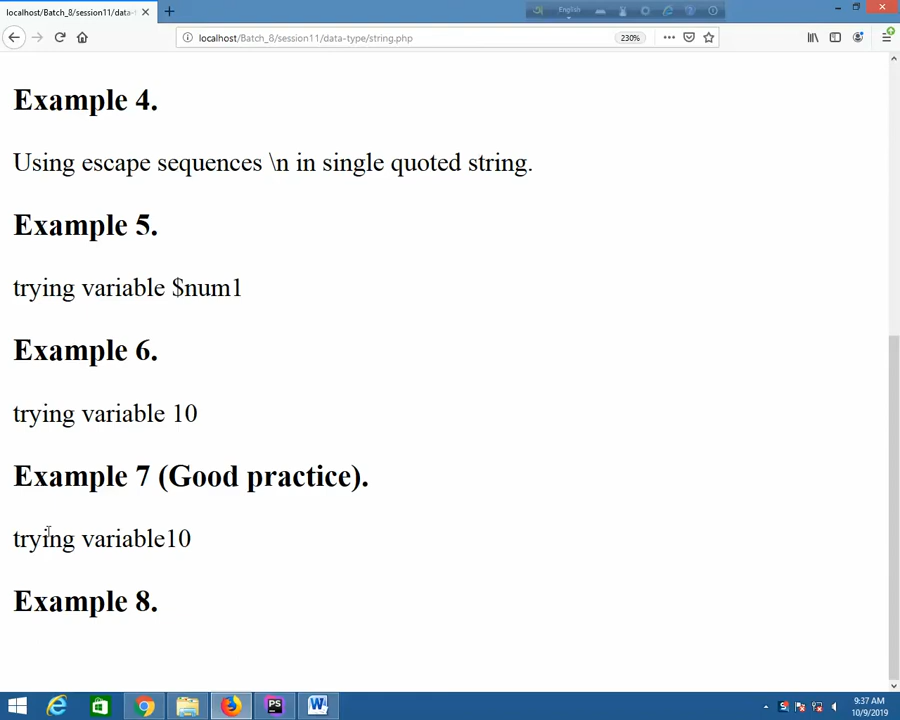 localhost/Batch_8/session11/data-t
English
localhost/Batch_8/session11/data-type/string.php
230%
Example 4.
Using escape sequences \n in single quoted string.
Example 5.
trying variable $num1
Example 6.
trying variable 10
Example 7 (Good practice).
trying variable10
Example 8.
9:37 AM
10/9/2019